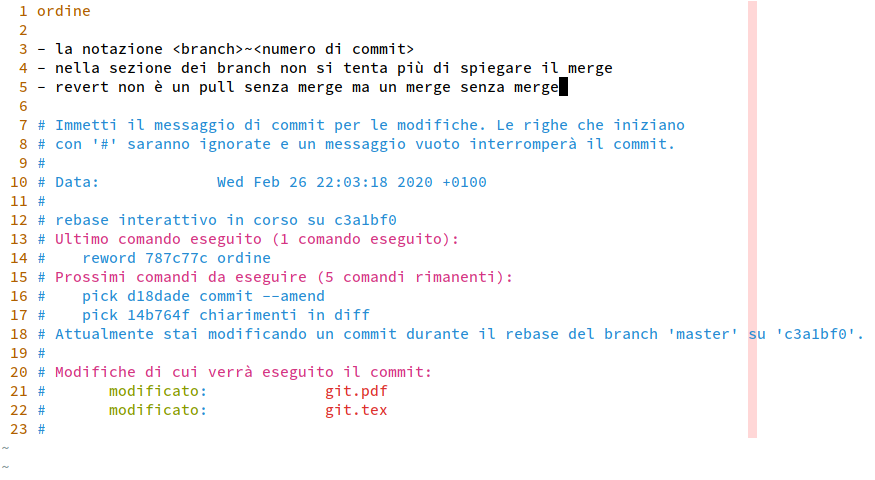 1 ordine
2
3 - la notazione <branch>~<numero di commit>
4 - nella sezione dei branch non si tenta più di spiegare il merge
5 - revert non è un pull senza merge ma un merge senza merge
6
7 # Immetti il messaggio di commit per le modifiche. Le righe che iniziano
8 # con '#' saranno ignorate e un messaggio vuoto interromperà il commit.
9 #
10 # Data:             Wed Feb 26 22:03:18 2020 +0100
11 #
12 # rebase interattivo in corso su c3a1bf0
13 # Ultimo comando eseguito (1 comando eseguito):
14 #    reword 787c77c ordine
15 # Prossimi comandi da eseguire (5 comandi rimanenti):
16 #    pick d18dade commit --amend
17 #    pick 14b764f chiarimenti in diff
18 # Attualmente stai modificando un commit durante il rebase del branch 'master' su 'c3a1bf0'.
19 #
20 # Modifiche di cui verrà eseguito il commit:
21 #       modificato:             git.pdf
22 #       modificato:             git.tex
23 #
~
~